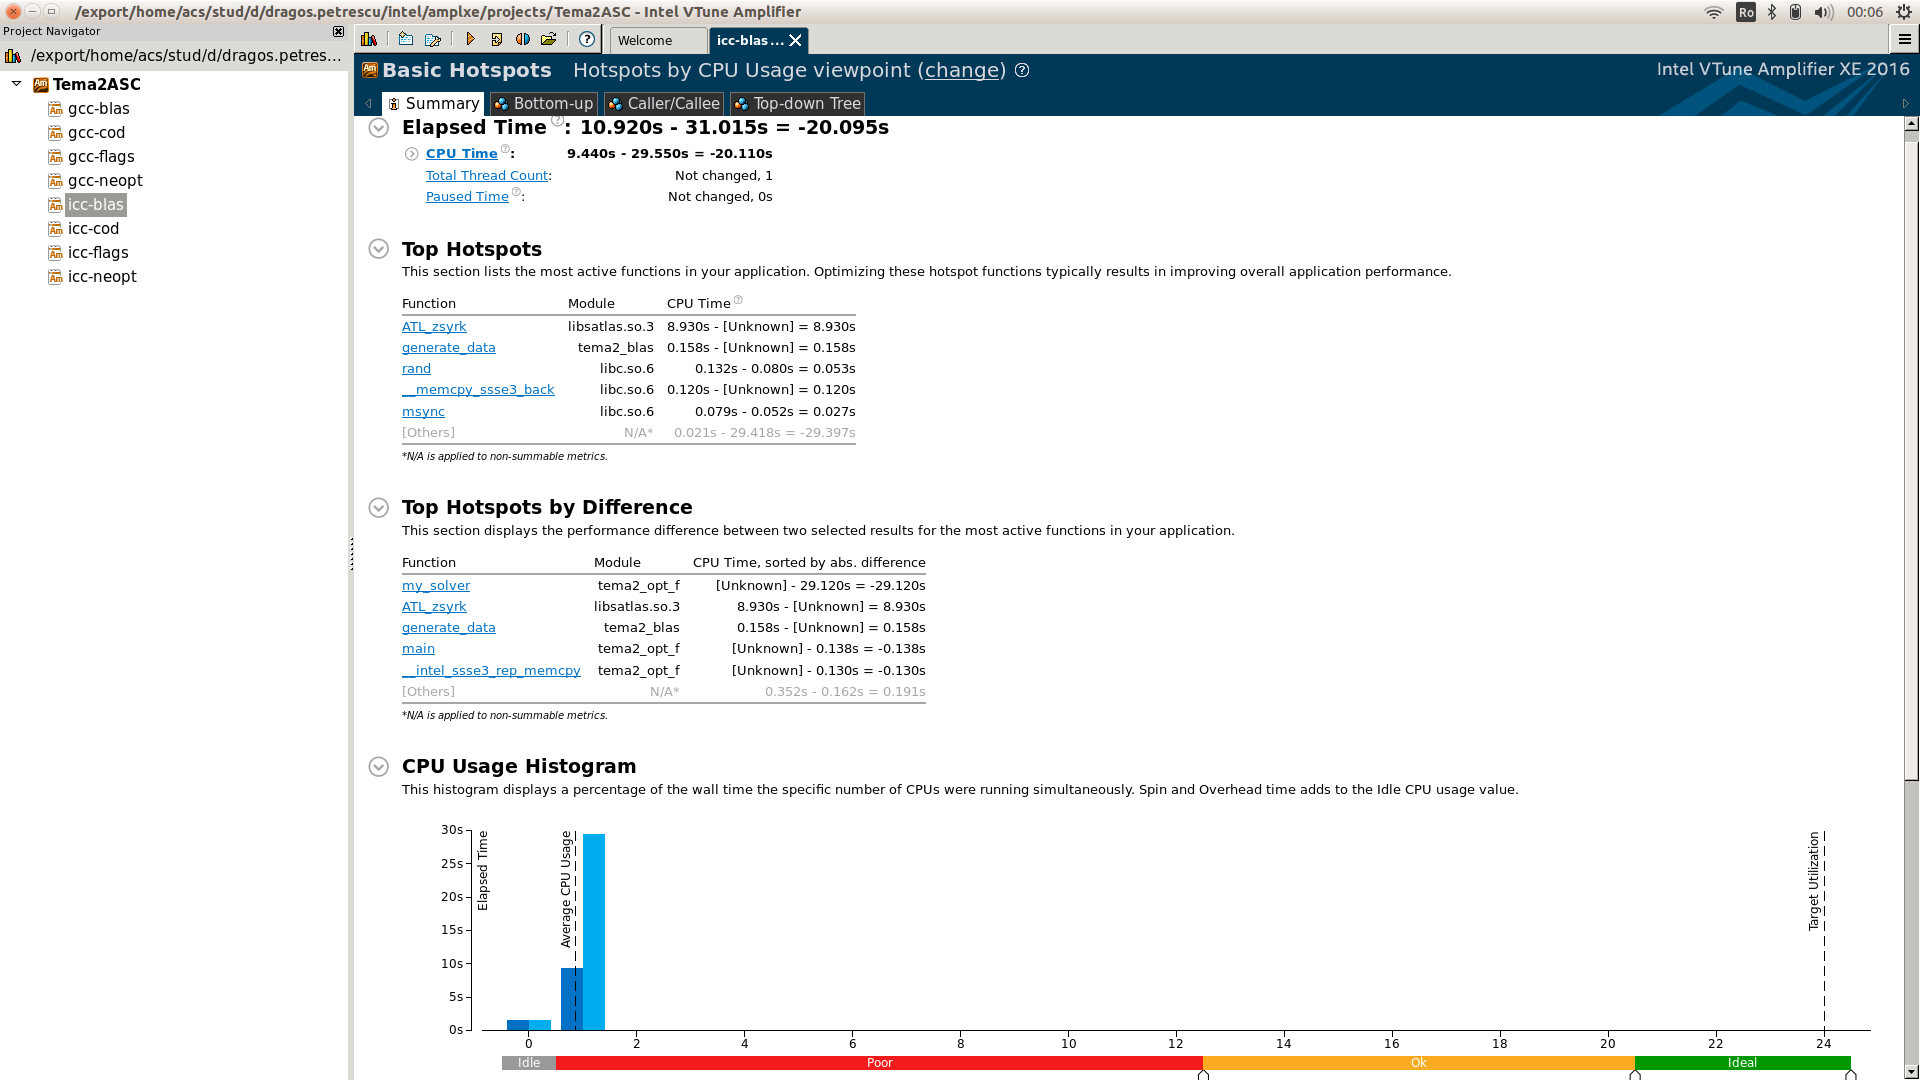 /export/home/acs/stud/d/dragos.petrescu/intel/amplxe/projects/Tema2ASC - Intel VTune Amplifier
Ro
00:06
Project Navigator
/export/home/acs/stud/d/dragos.petres...
Tema2ASC
gcc-blas
gcc-cod
gcc-flags
gcc-neopt
icc-blas
icc-cod
icc-flags
icc-neopt
Welcome
icc-blas...
Basic Hotspots Hotspots by CPU Usage viewpoint (change)
Intel VTune Amplifier XE 2016
Summary Bottom-up Caller/Callee Top-down Tree
Elapsed Time : 10.920s - 31.015s = -20.095s
CPU Time : 9.440s - 29.550s = -20.110s
Total Thread Count: Not changed, 1
Paused Time : Not changed, 0s
Top Hotspots
This section lists the most active functions in your application. Optimizing these hotspot functions typically results in improving overall application performance.
Function Module CPU Time
ATL_zsyrk libsatlas.so.3 8.930s - [Unknown] = 8.930s
generate_data tema2_blas 0.158s - [Unknown] = 0.158s
rand libc.so.6 0.132s - 0.080s = 0.053s
__memcpy_ssse3_back libc.so.6 0.120s - [Unknown] = 0.120s
msync libc.so.6 0.079s - 0.052s = 0.027s
[Others] N/A* 0.021s - 29.418s = -29.397s
*N/A is applied to non-summable metrics.
Top Hotspots by Difference
This section displays the performance difference between two selected results for the most active functions in your application.
Function Module CPU Time, sorted by abs. difference
my_solver tema2_opt_f [Unknown] - 29.120s = -29.120s
ATL_zsyrk libsatlas.so.3 8.930s - [Unknown] = 8.930s
generate_data tema2_blas 0.158s - [Unknown] = 0.158s
main tema2_opt_f [Unknown] - 0.138s = -0.138s
__intel_ssse3_rep_memcpy tema2_opt_f [Unknown] - 0.130s = -0.130s
[Others] N/A* 0.352s - 0.162s = 0.191s
*N/A is applied to non-summable metrics.
CPU Usage Histogram
This histogram displays a percentage of the wall time the specific number of CPUs were running simultaneously. Spin and Overhead time adds to the Idle CPU usage value.
30s
25s
20s
15s
10s
5s
0s
Elapsed Time
Average CPU Usage
Target Utilization
0 2 4 6 8 10 12 14 16 18 20 22 24
Idle Poor Ok Ideal